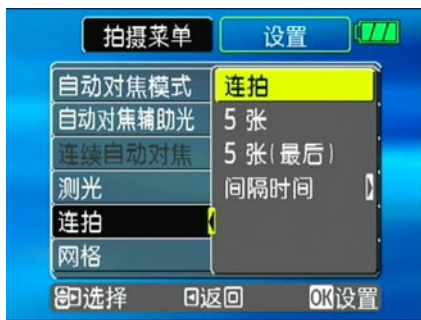 拍摄菜单 设置
自动对焦模式 连拍
自动对焦辅助光 5 张
连续自动对焦 5 张(最后)
测光 间隔时间
连拍
网格
选择 返回 OK设置